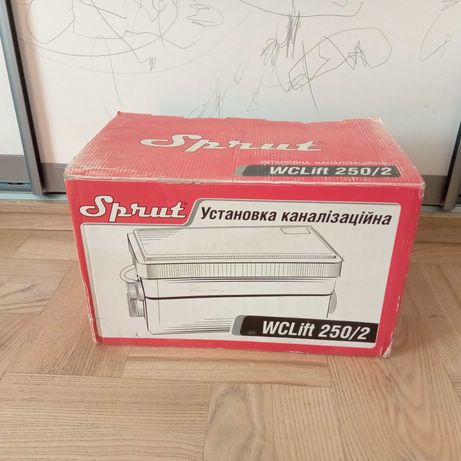 Sprut
УСТАНОВКА КАНАЛІЗАЦІЙНА
WCLift 250/2
Sprut
Установка каналізаційна
WCLift 250/2